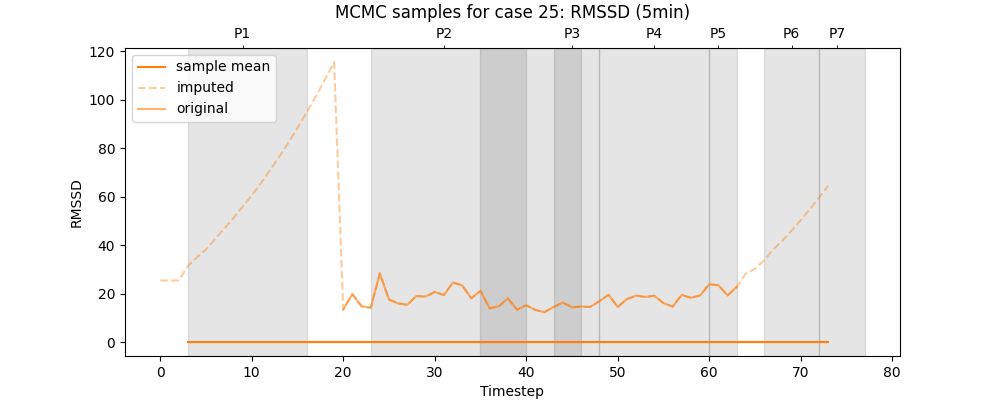 MCMC samples for case 25: RMSSD (5min)
P1 P2 P3 P4 P5 P6 P7
sample mean
imputed
original
120
100
80
60
40
20
0
RMSSD
0 10 20 30 40 50 60 70 80
Timestep